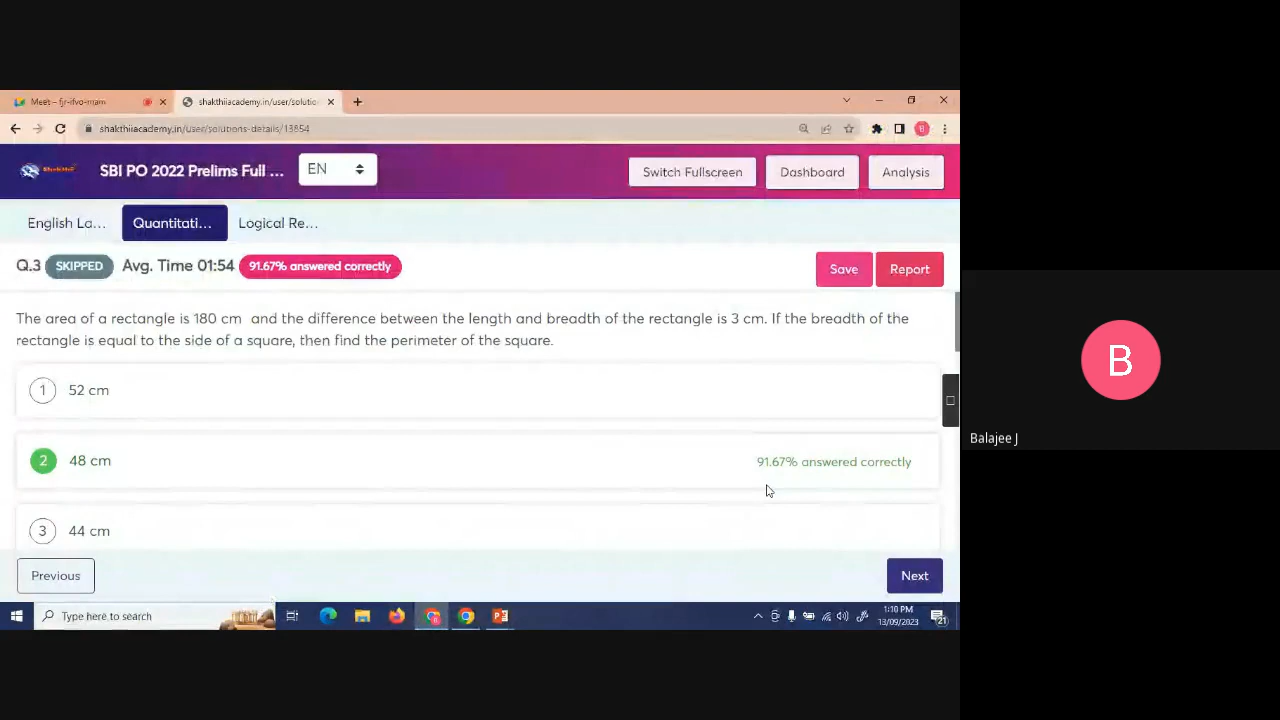 Meet – fjr-ifvo-mam
shakthiiacademy.in/user/solutio
shakthiiacademy.in/user/solutions-details/13854
SBI PO 2022 Prelims Full ...
EN
Switch Fullscreen
Dashboard
Analysis
English La...
Quantitati...
Logical Re...
Q.3 SKIPPED Avg. Time 01:54 91.67% answered correctly
Save
Report
The area of a rectangle is 180 cm and the difference between the length and breadth of the rectangle is 3 cm. If the breadth of the
rectangle is equal to the side of a square, then find the perimeter of the square.
1 52 cm
2 48 cm 91.67% answered correctly
3 44 cm
Previous
Next
Type here to search
1:10 PM
13/09/2023
21
B
Balajee J